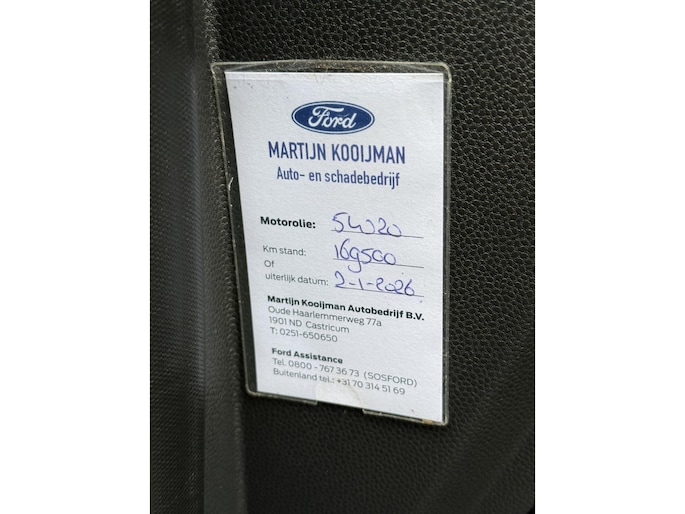 Ford
MARTIJN KOOIJMAN
Auto- en schadebedrijf
Motorolie: 5W020
Km stand: 169500
Of
uiterlijk datum: 2-1-2026
Martijn Kooijman Autobedrijf B.V.
Oude Haarlemmerweg 77a
1901 ND Castricum
T: 0251-650650
Ford Assistance
Tel. 0800 - 767 36 73 (SOSFORD)
Buitenland tel.: +31 70 314 51 69